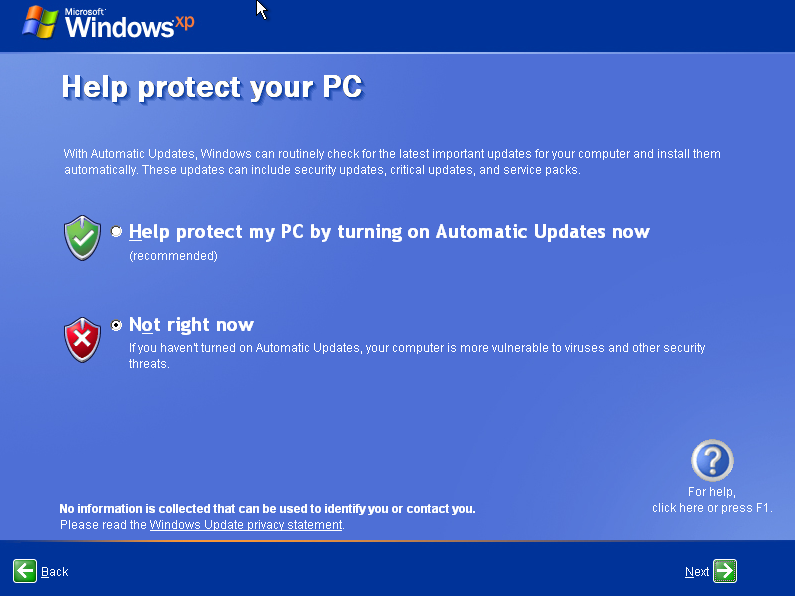 Microsoft®
Windows xp
Help protect your PC
With Automatic Updates, Windows can routinely check for the latest important updates for your computer and install them
automatically. These updates can include security updates, critical updates, and service packs.
Help protect my PC by turning on Automatic Updates now
(recommended)
Not right now
If you haven't turned on Automatic Updates, your computer is more vulnerable to viruses and other security
threats.
For help,
click here or press F1.
No information is collected that can be used to identify you or contact you.
Please read the Windows Update privacy statement.
Back
Next